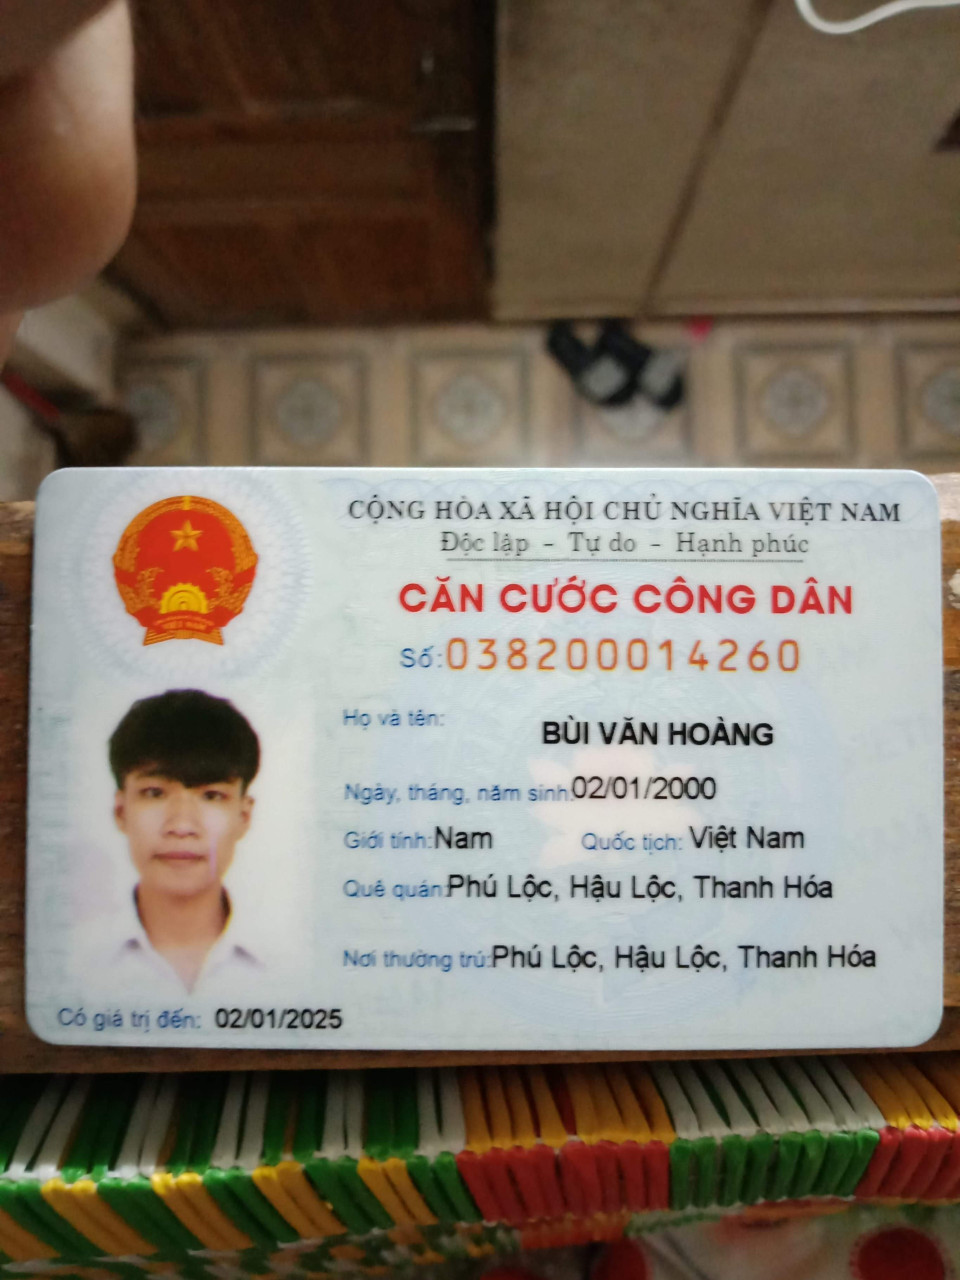 CỘNG HÒA XÃ HỘI CHỦ NGHĨA VIỆT NAM
Độc lập - Tự do - Hạnh phúc
CĂN CƯỚC CÔNG DÂN
Số: 038200014260
Họ và tên: BÙI VĂN HOÀNG
Ngày, tháng, năm sinh: 02/01/2000
Giới tính: Nam Quốc tịch: Việt Nam
Quê quán: Phú Lộc, Hậu Lộc, Thanh Hóa
Nơi thường trú: Phú Lộc, Hậu Lộc, Thanh Hóa
Có giá trị đến: 02/01/2025
VIỆT NAM